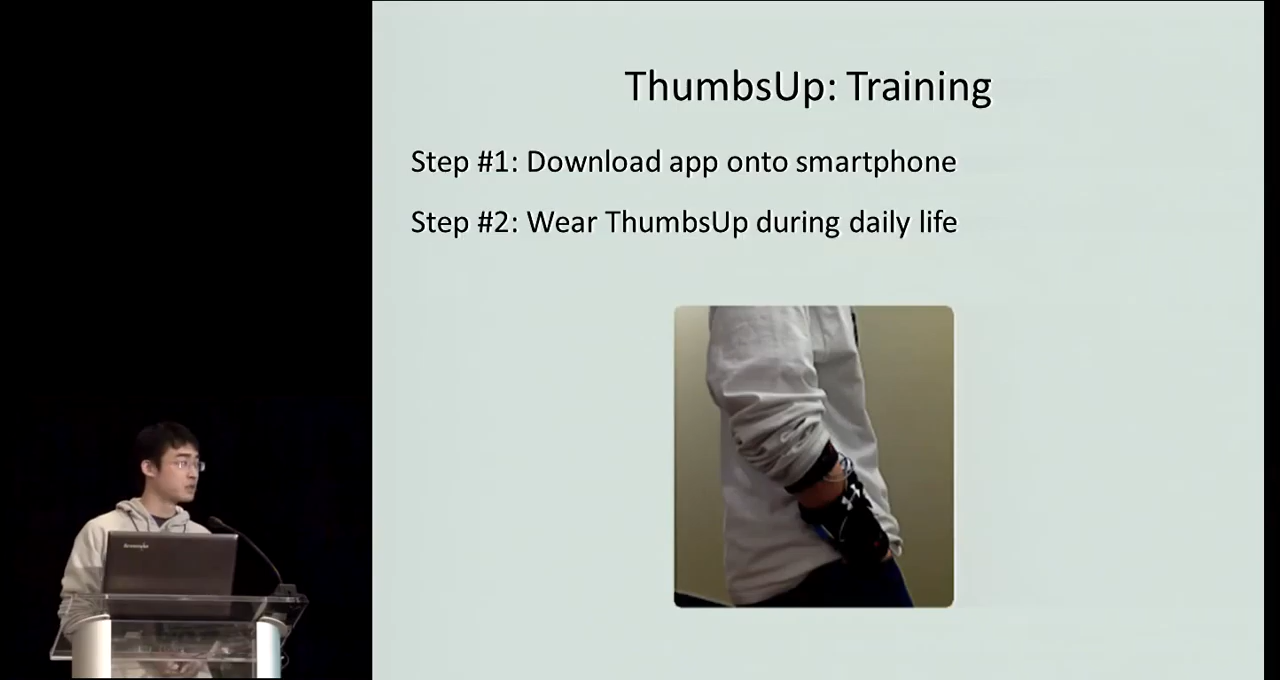 ThumbsUp: Training
Step #1: Download app onto smartphone
Step #2: Wear ThumbsUp during daily life